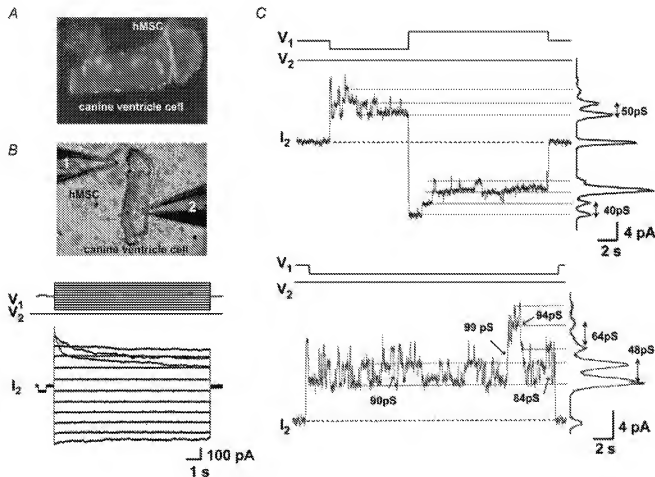 A
hMSC
canine ventricle cell
B
1
hMSC
2
canine ventricle cell
V1
V2
I2
100 pA
1 s
C
V1
V2
I2
50pS
40pS
4 pA
2 s
V1
V2
I2
99 pS
94pS
64pS
48pS
90pS
84pS
4 pA
2 s